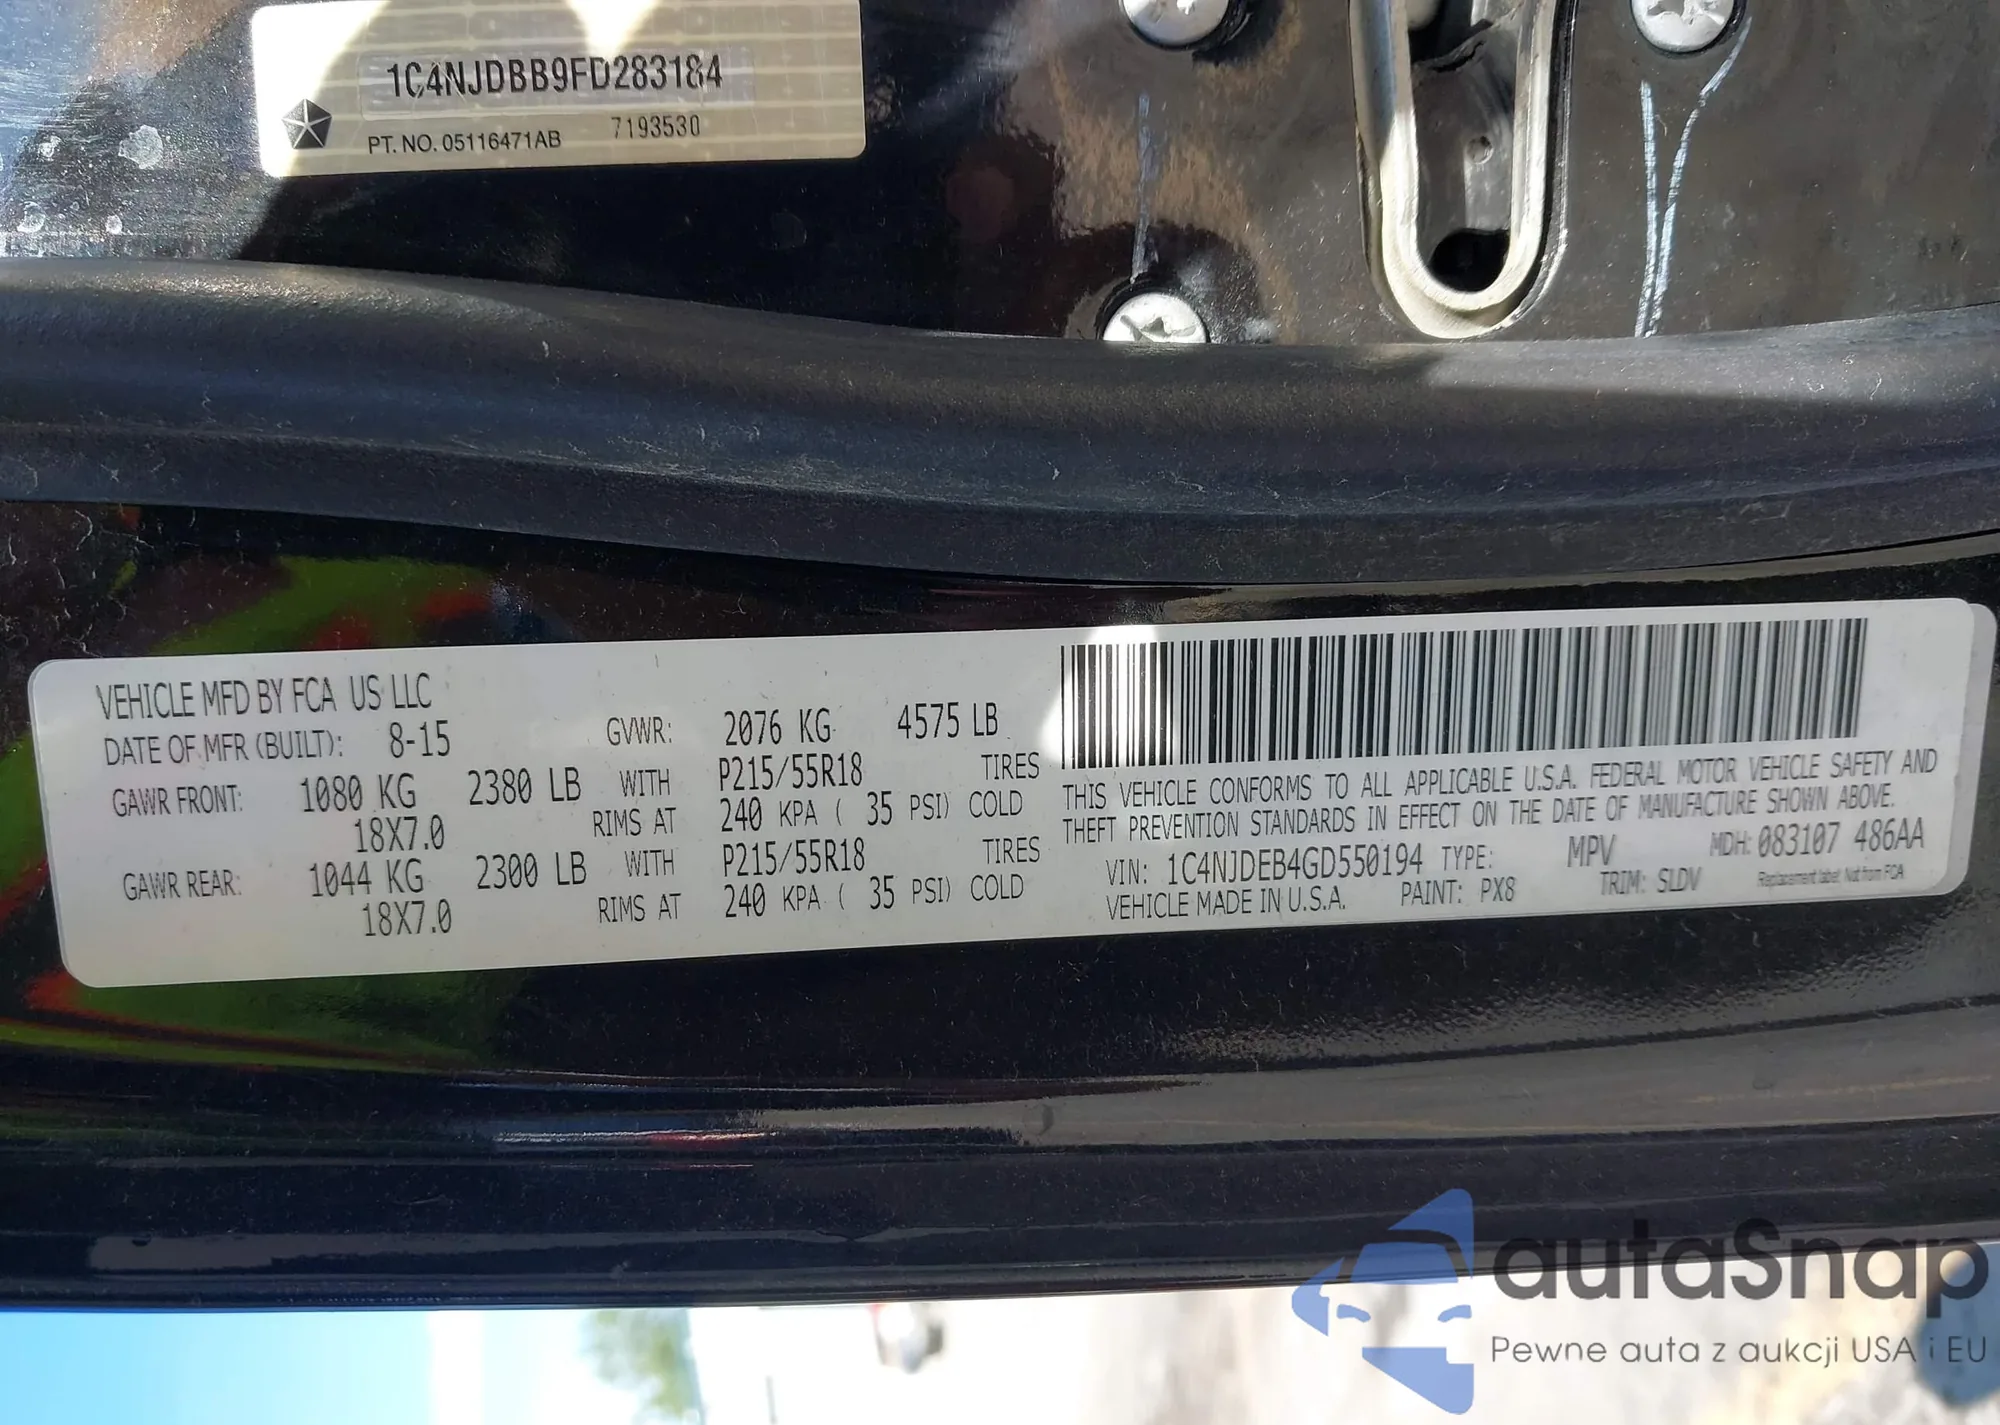 1C4NJDBB9FD283184
PT. NO. 05116471AB 7193530
VEHICLE MFD BY FCA US LLC
DATE OF MFR (BUILT): 8-15 GVWR: 2076 KG 4575 LB
GAWR FRONT: 1080 KG 2380 LB WITH P215/55R18 TIRES
18X7.0 RIMS AT 240 KPA ( 35 PSI) COLD
GAWR REAR: 1044 KG 2300 LB WITH P215/55R18 TIRES
18X7.0 RIMS AT 240 KPA ( 35 PSI) COLD
THIS VEHICLE CONFORMS TO ALL APPLICABLE U.S.A. FEDERAL MOTOR VEHICLE SAFETY AND
THEFT PREVENTION STANDARDS IN EFFECT ON THE DATE OF MANUFACTURE SHOWN ABOVE.
VIN: 1C4NJDEB4GD550194 TYPE: MPV MDH: 083107 486AA
VEHICLE MADE IN U.S.A. PAINT: PX8 TRIM: SLDV Replacement label, Not from FCA
autaSnap
Pewne auta z aukcji USA i EU